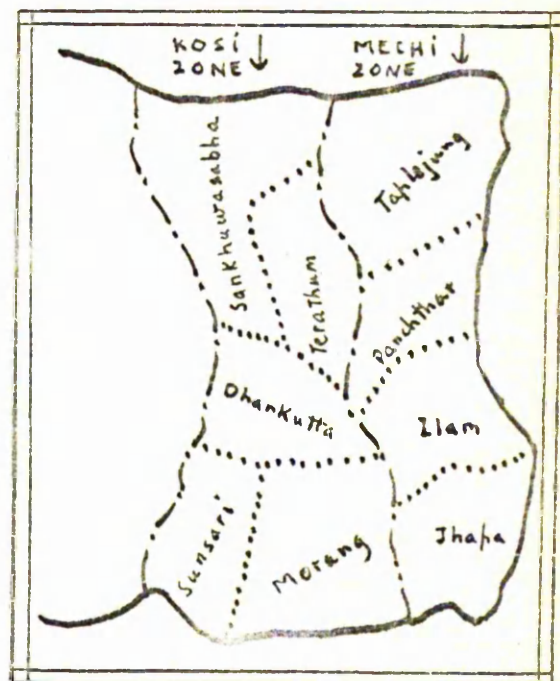 KOSI
ZONE
MECHI
ZONE
Sankhuwasabha
Taplejung
Terathum
Panchthar
Dhankutta
Ilam
Sunsari
Morang
Jhapa